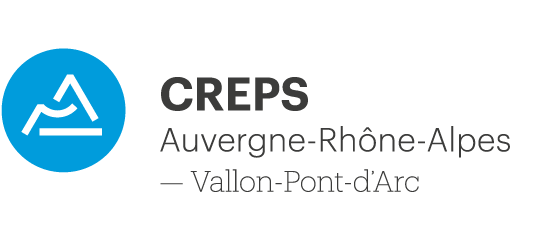 CREPS
Auvergne-Rhône-Alpes
— Vallon-Pont-d’Arc